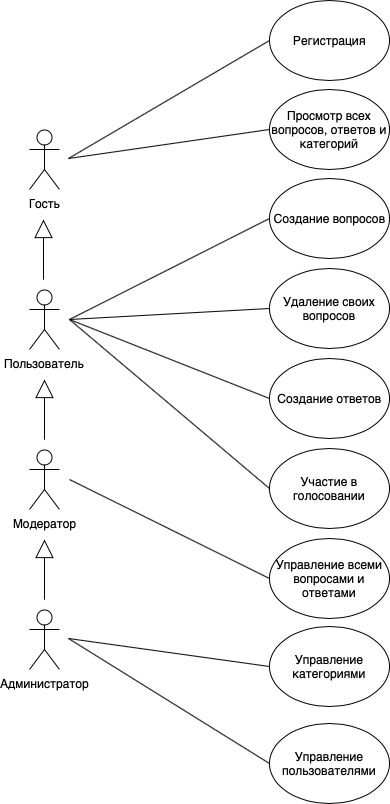 Регистрация
Просмотр всех
вопросов, ответов и
категорий
Гость
Создание вопросов
Удаление своих
вопросов
Пользователь
Создание ответов
Участие в
голосовании
Модератор
Управление всеми
вопросами и
ответами
Администратор
Управление
категориями
Управление
пользователями